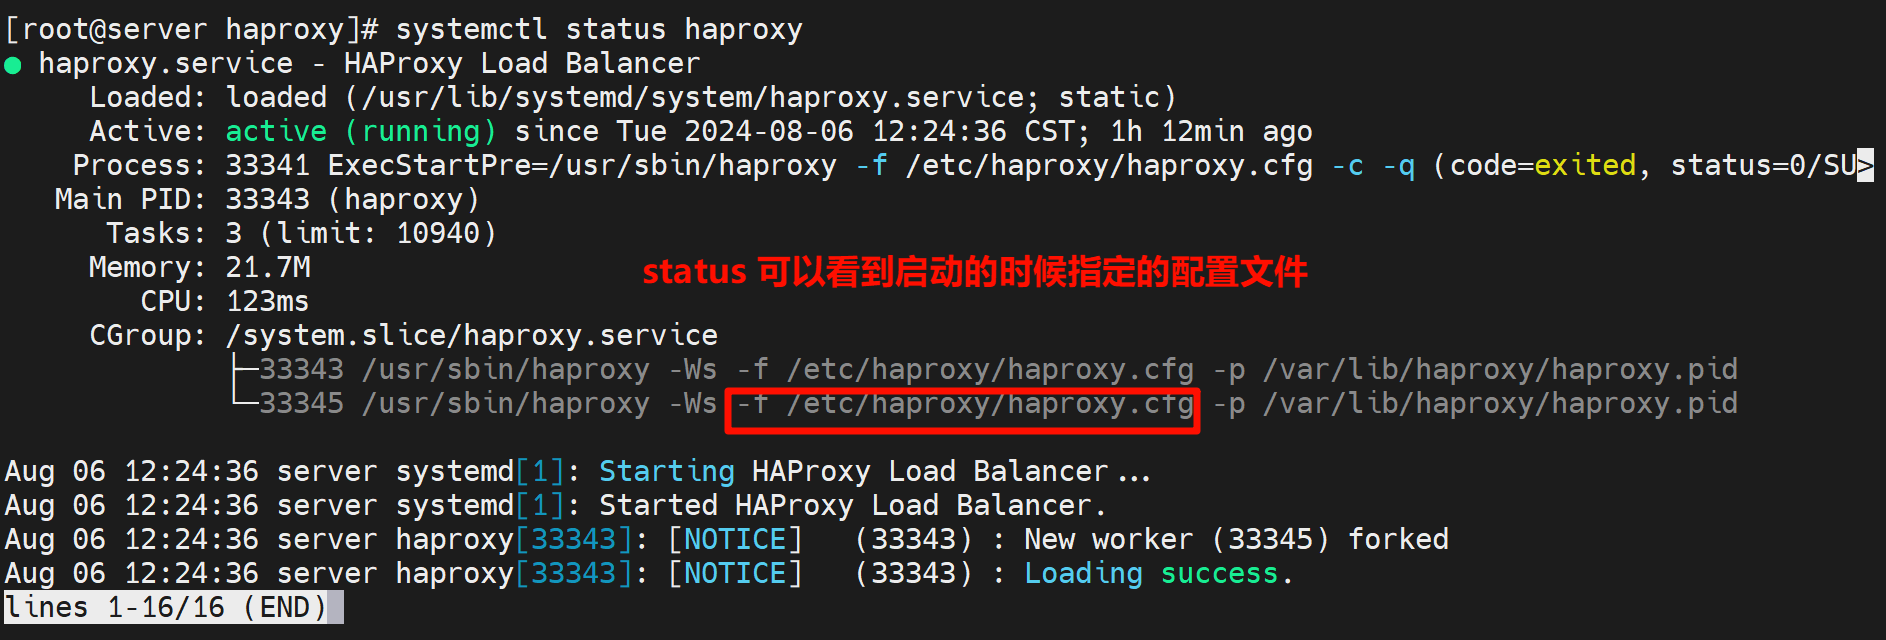 [root@server haproxy]# systemctl status haproxy
● haproxy.service - HAProxy Load Balancer
Loaded: loaded (/usr/lib/systemd/system/haproxy.service; static)
Active: active (running) since Tue 2024-08-06 12:24:36 CST; 1h 12min ago
Process: 33341 ExecStartPre=/usr/sbin/haproxy -f /etc/haproxy/haproxy.cfg -c -q (code=exited, status=0/SU>
Main PID: 33343 (haproxy)
Tasks: 3 (limit: 10940)
Memory: 21.7M
status 可以看到启动的时候指定的配置文件
CPU: 123ms
CGroup: /system.slice/haproxy.service
├─33343 /usr/sbin/haproxy -Ws -f /etc/haproxy/haproxy.cfg -p /var/lib/haproxy/haproxy.pid
└─33345 /usr/sbin/haproxy -Ws -f /etc/haproxy/haproxy.cfg -p /var/lib/haproxy/haproxy.pid
Aug 06 12:24:36 server systemd[1]: Starting HAProxy Load Balancer...
Aug 06 12:24:36 server systemd[1]: Started HAProxy Load Balancer.
Aug 06 12:24:36 server haproxy[33343]: [NOTICE]   (33343) : New worker (33345) forked
Aug 06 12:24:36 server haproxy[33343]: [NOTICE]   (33343) : Loading success.
lines 1-16/16 (END)